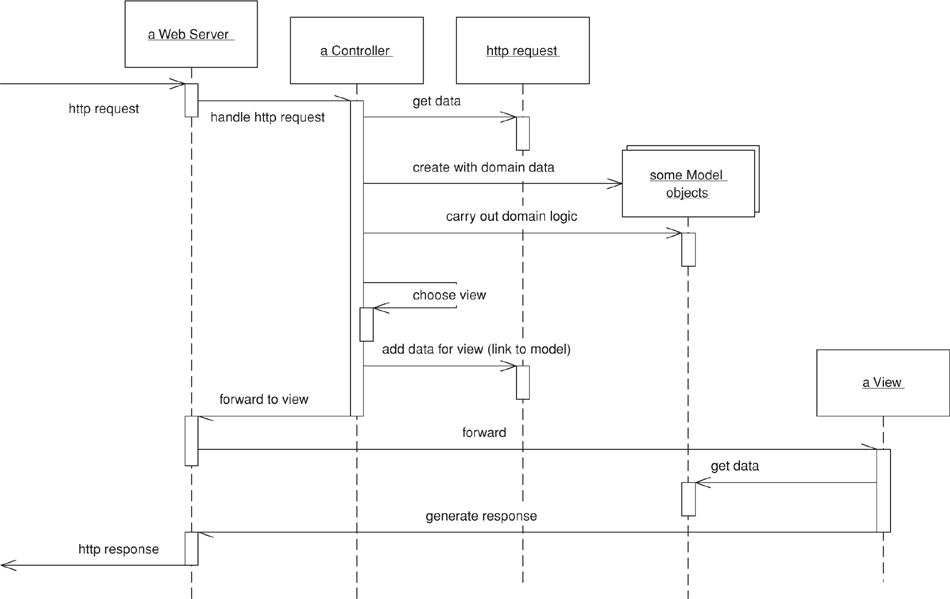 a Web Server
a Controller
http request
http request
handle http request
get data
create with domain data
some Model
objects
carry out domain logic
choose view
add data for view (link to model)
a View
forward to view
forward
get data
generate response
http response